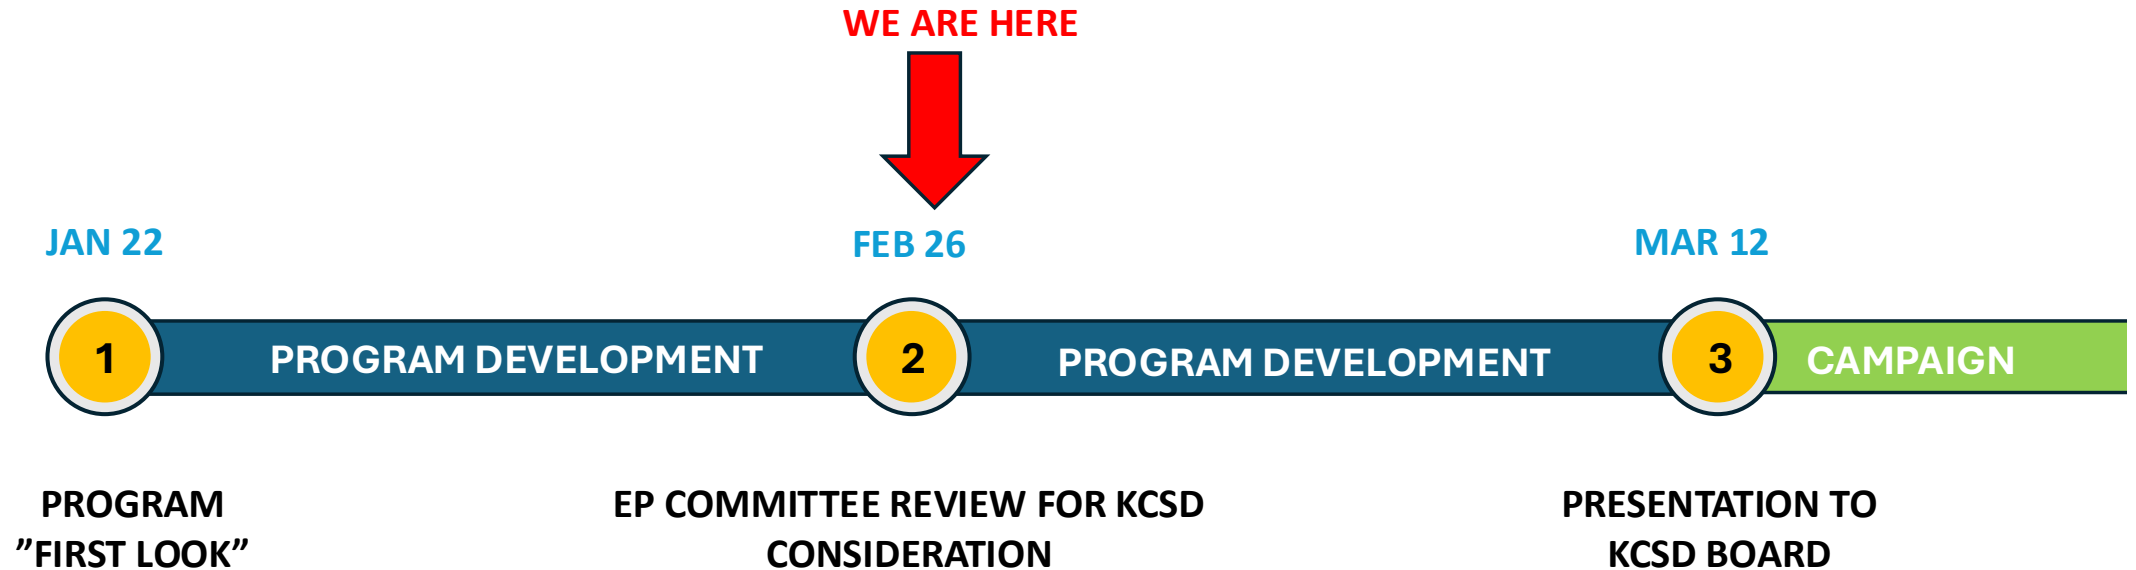 WE ARE HERE
JAN 22
FEB 26
MAR 12
1
PROGRAM DEVELOPMENT
2
PROGRAM DEVELOPMENT
3
CAMPAIGN
PROGRAM
”FIRST LOOK”
EP COMMITTEE REVIEW FOR KCSD
CONSIDERATION
PRESENTATION TO
KCSD BOARD